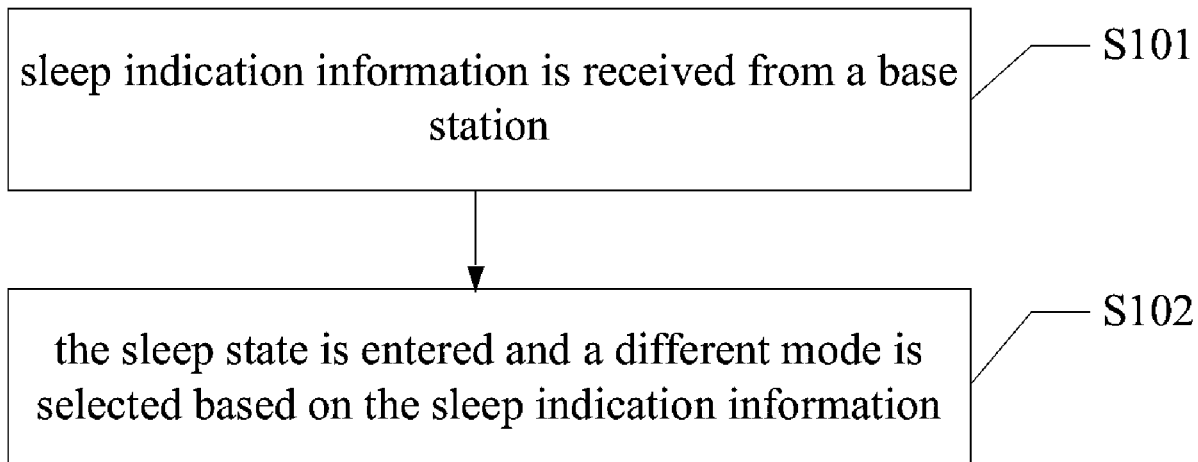 sleep indication information is received from a base
station
S101
the sleep state is entered and a different mode is
selected based on the sleep indication information
S102